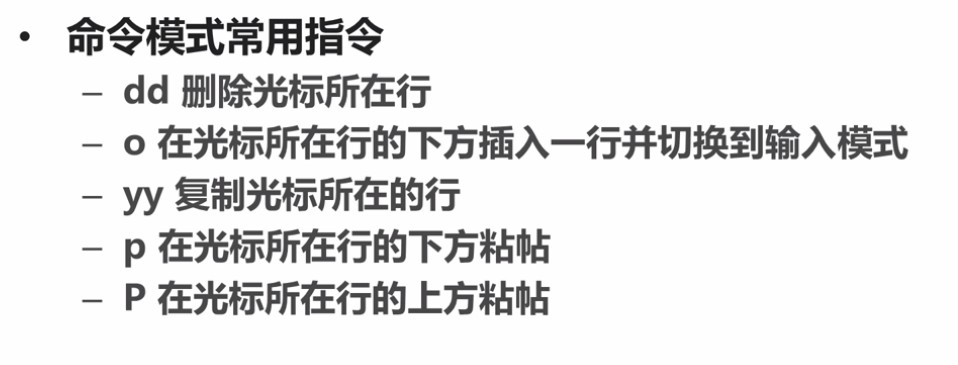 • 命令模式常用指令
– dd 删除光标所在行
– o 在光标所在行的下方插入一行并切换到输入模式
– yy 复制光标所在的行
– p 在光标所在行的下方粘帖
– P 在光标所在行的上方粘帖